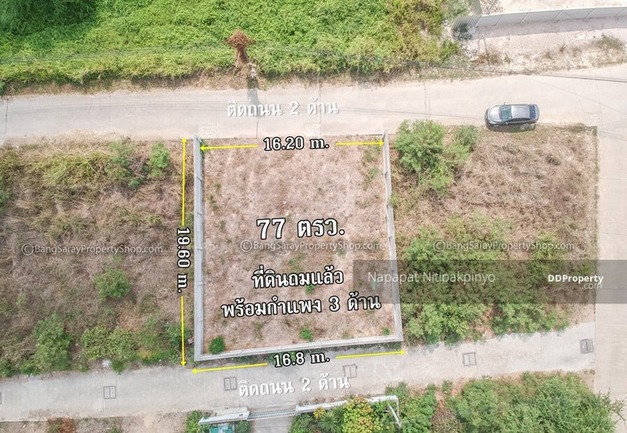 ติดถนน 2 ด้าน
16.20 m.
19.60 m.
77 ตรว.
©BangSarayPropertyShop.com
©BangSarayPropertyShop.com
©BangSarayPropertyShop.com
ที่ดินถมแล้ว
พร้อมกำแพง 3 ด้าน
Napapat Nitipakpinyo
DDProperty
.com
16.8 m.
ติดถนน 2 ด้าน